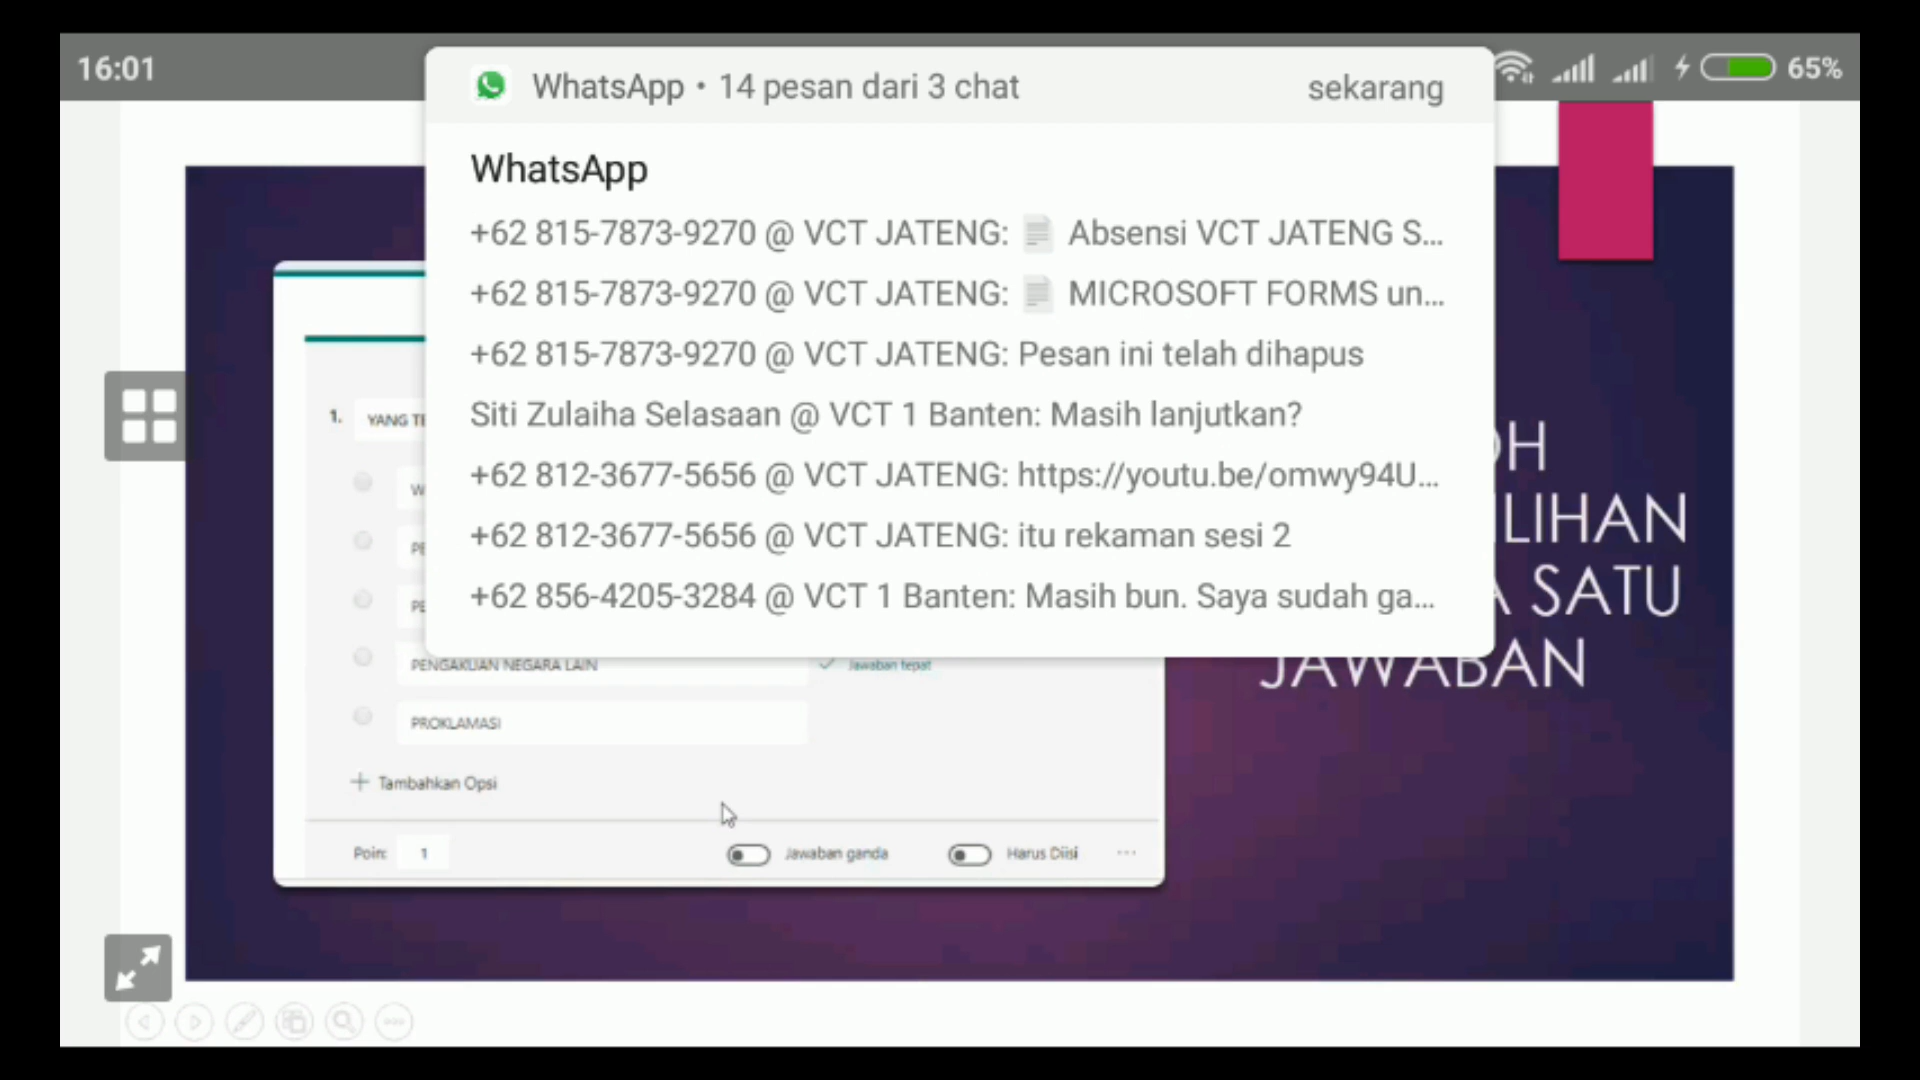 16:01
WhatsApp • 14 pesan dari 3 chat
sekarang
65%
WhatsApp
+62 815-7873-9270 @ VCT JATENG: Absensi VCT JATENG S...
+62 815-7873-9270 @ VCT JATENG: MICROSOFT FORMS un...
+62 815-7873-9270 @ VCT JATENG: Pesan ini telah dihapus
Siti Zulaiha Selasaan @ VCT 1 Banten: Masih lanjutkan?
+62 812-3677-5656 @ VCT JATENG: https://youtu.be/omwy94U...
+62 812-3677-5656 @ VCT JATENG: itu rekaman sesi 2
+62 856-4205-3284 @ VCT 1 Banten: Masih bun. Saya sudah ga...
1. YANG
PENGAKUAN NEGARA LAIN
Jawaban tepat
PROKLAMASI
Tambahkan Opsi
Poin: 1
Jawaban ganda
Harus Diisi
SATU
JAWABAN